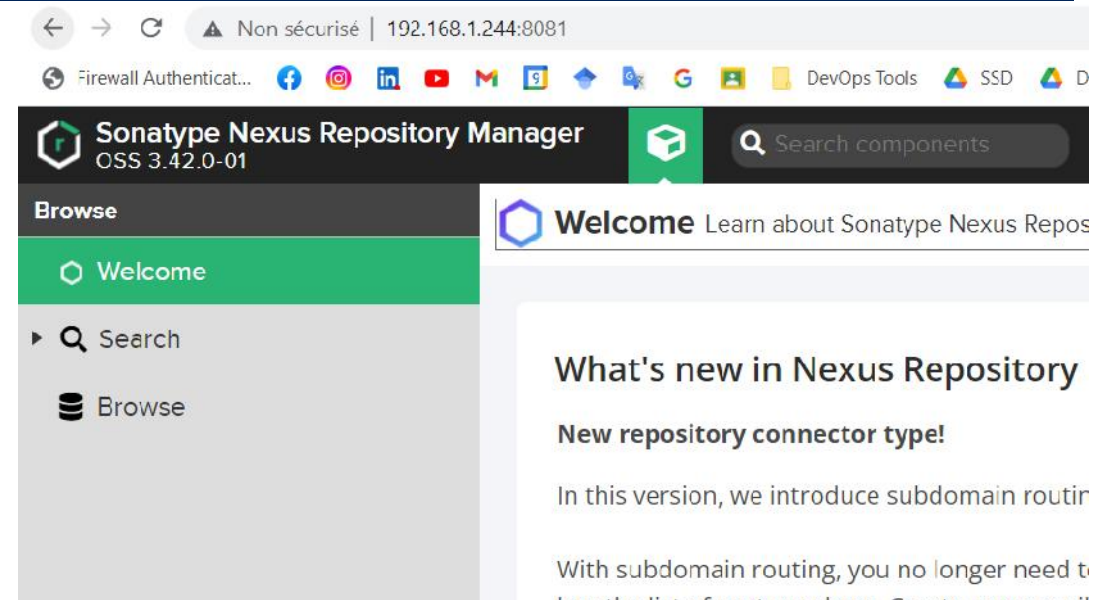 Non sécurisé | 192.168.1.244:8081
Firewall Authenticat...
DevOps Tools
SSD
D
Sonatype Nexus Repository Manager
OSS 3.42.0-01
Search components
Browse
Welcome Learn about Sonatype Nexus Repos
Welcome
Search
Browse
What's new in Nexus Repository
New repository connector type!
In this version, we introduce subdomain routin
With subdomain routing, you no longer need t